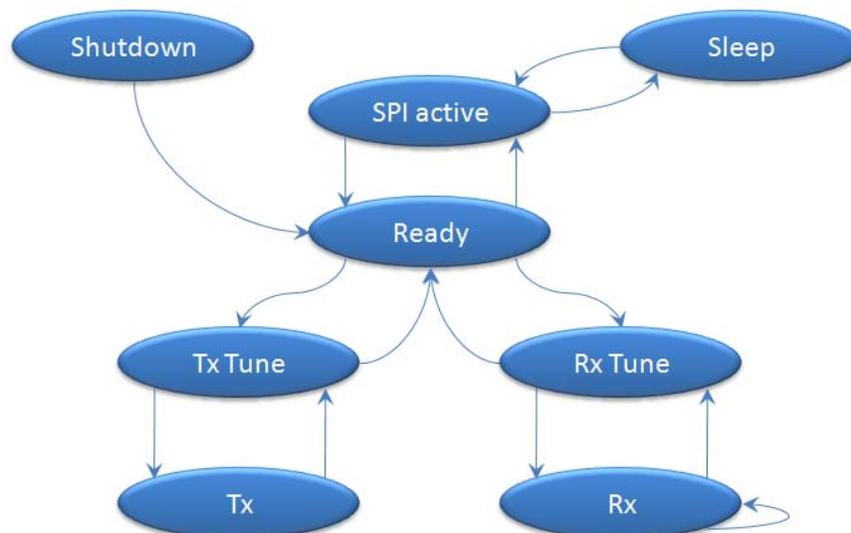 Shutdown
Sleep
SPI active
Ready
Tx Tune
Rx Tune
Tx
Rx